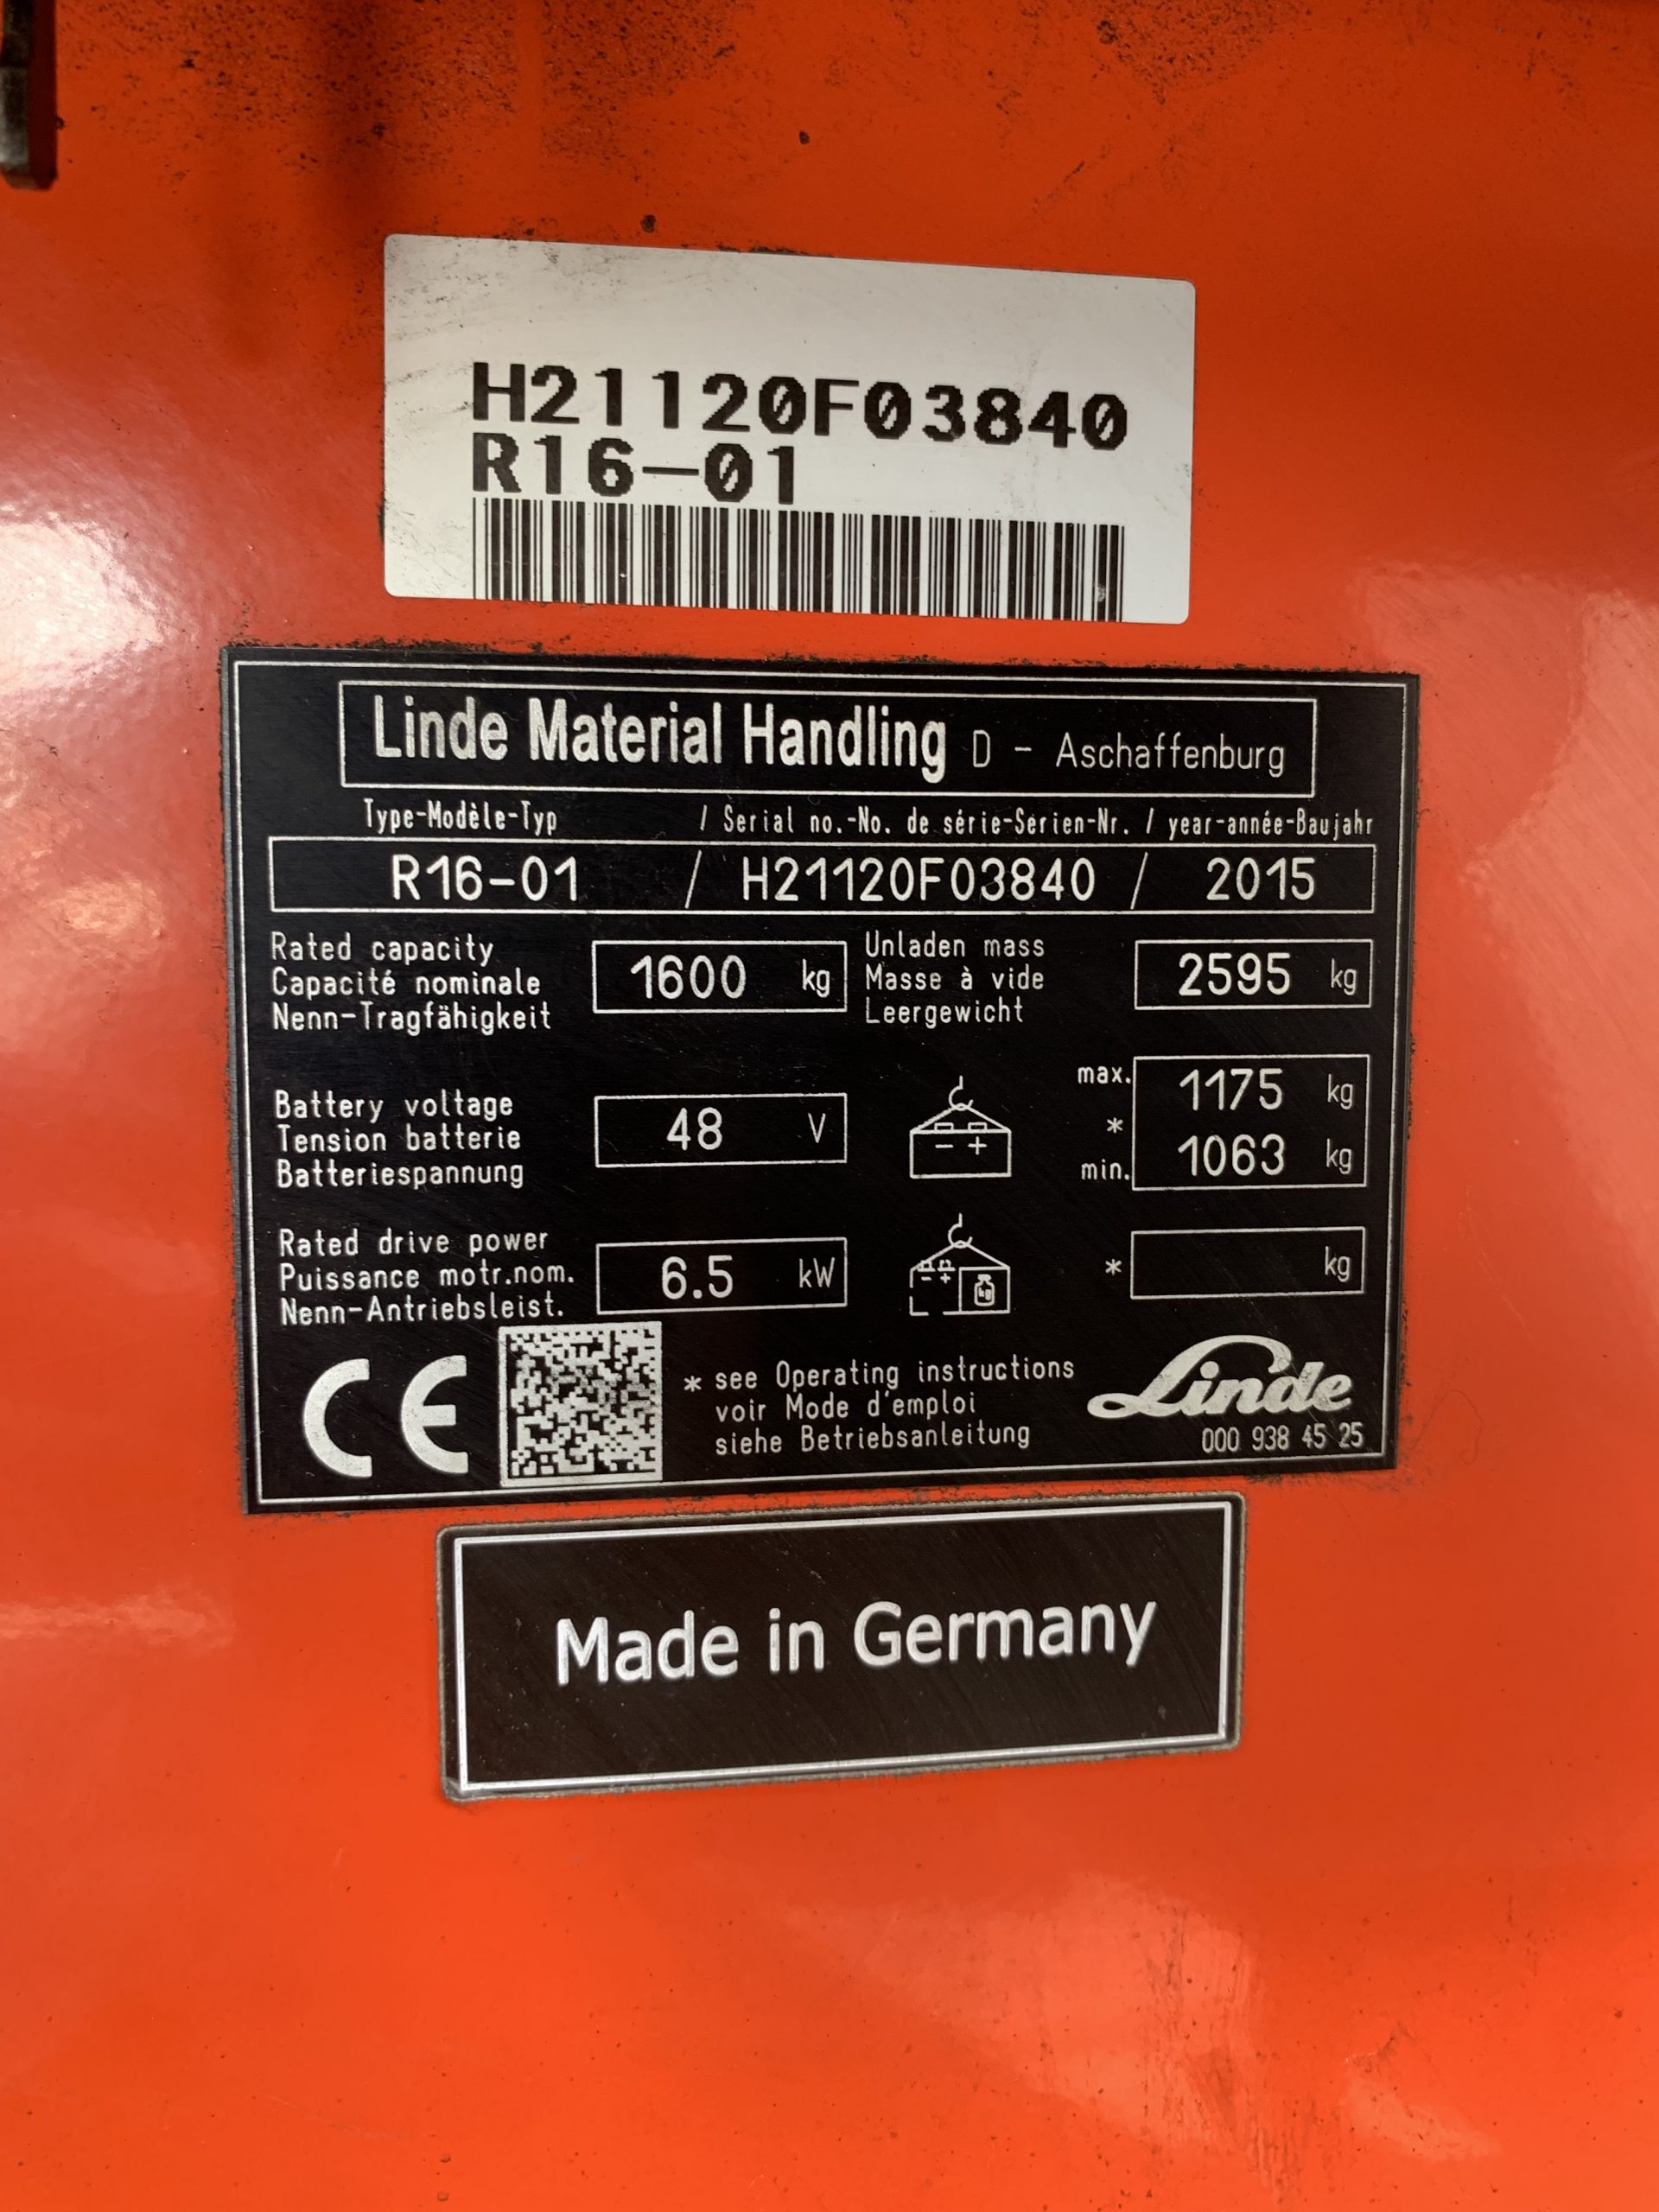 H21120F03840
R16-01
Linde Material Handling D - Aschaffenburg
Type-Modèle-Typ / Serial no.-No. de série-Serien-Nr. / year-année-Baujahr
R16-01 / H21120F03840 / 2015
Rated capacity
Capacité nominale
Nenn-Tragfähigkeit
1600 kg
Unladen mass
Masse à vide
Leergewicht
2595 kg
Battery voltage
Tension batterie
Batteriespannung
48 V
- +
max. 1175 kg
*
min. 1063 kg
Rated drive power
Puissance motr.nom.
Nenn-Antriebsleist.
6.5 kW
- + kg
* kg
CE
* see Operating instructions
voir Mode d'emploi
siehe Betriebsanleitung
Linde
000 938 45 25
Made in Germany